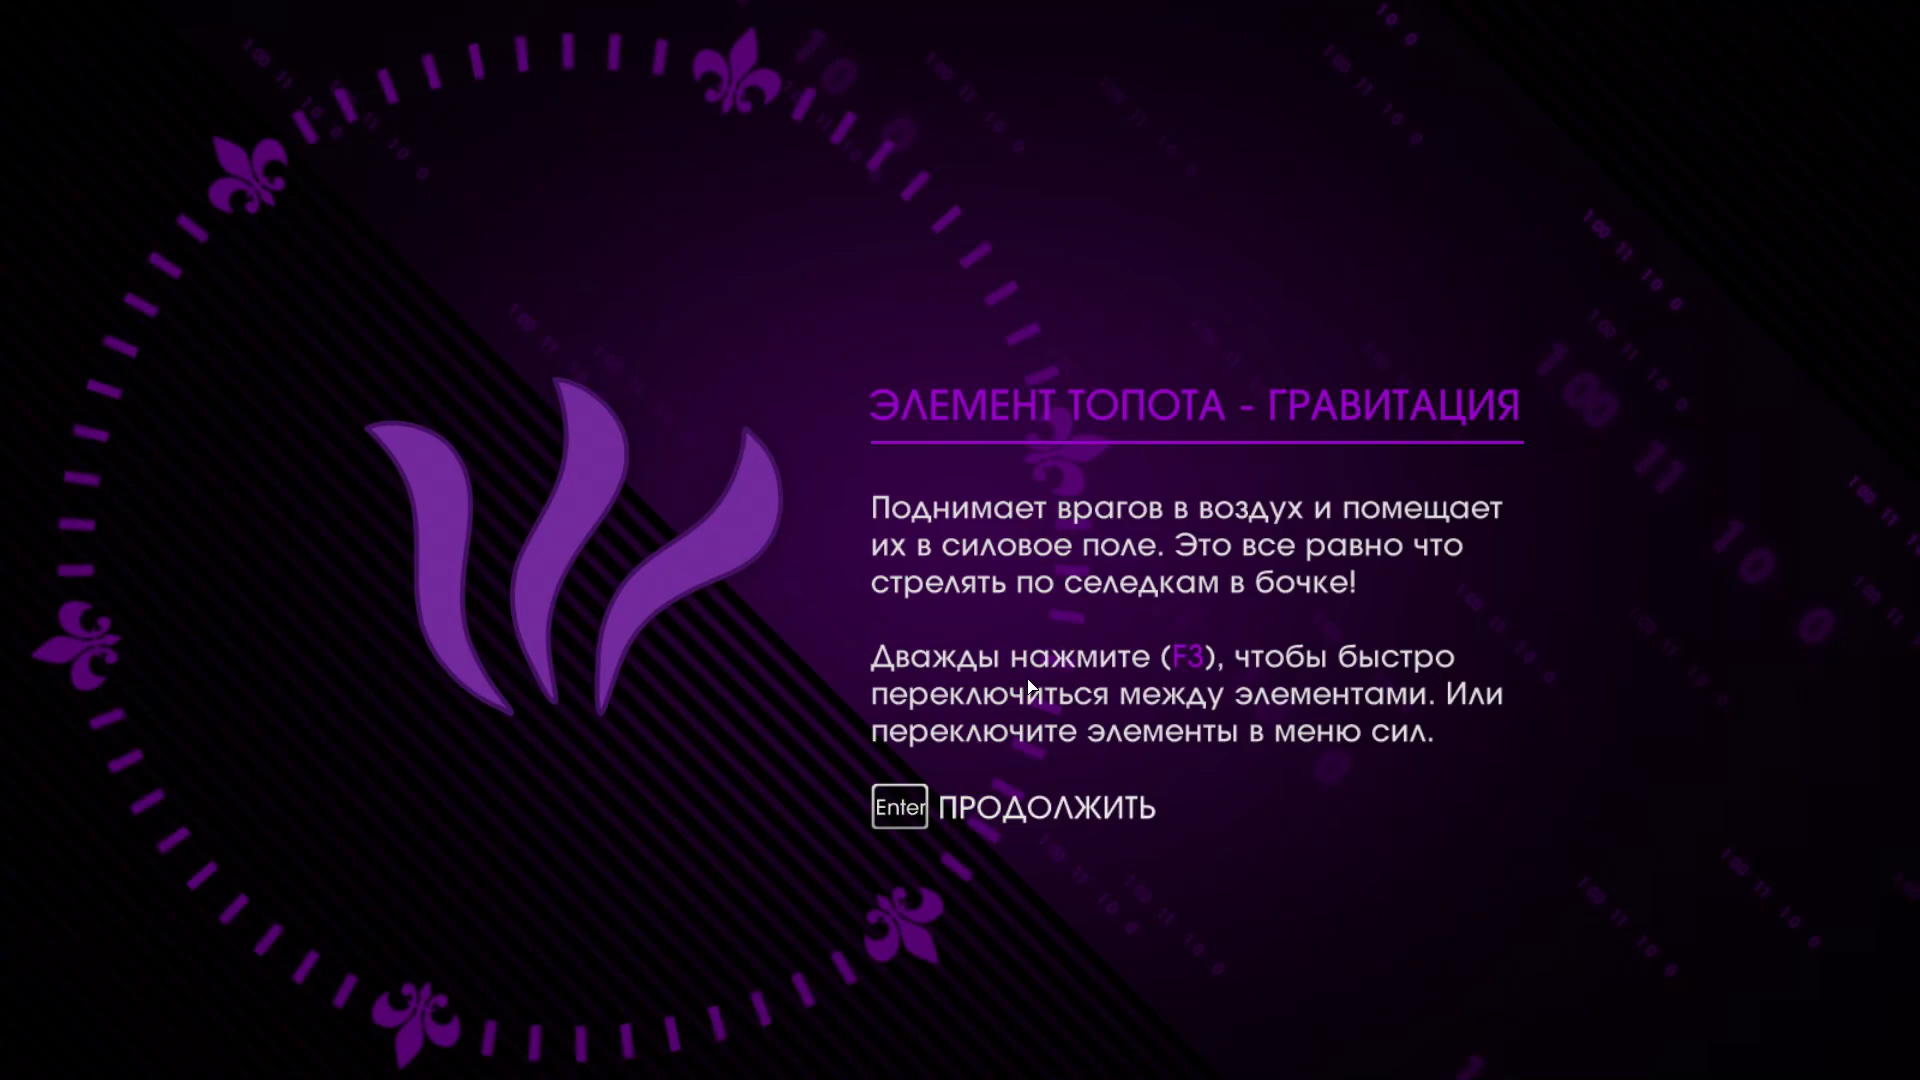 ЭЛЕМЕНТ ТОПОТА - ГРАВИТАЦИЯ
Поднимает врагов в воздух и помещает
их в силовое поле. Это все равно что
стрелять по селедкам в бочке!
Дважды нажмите (F3), чтобы быстро
переключиться между элементами. Или
переключите элементы в меню сил.
Enter ПРОДОЛЖИТЬ